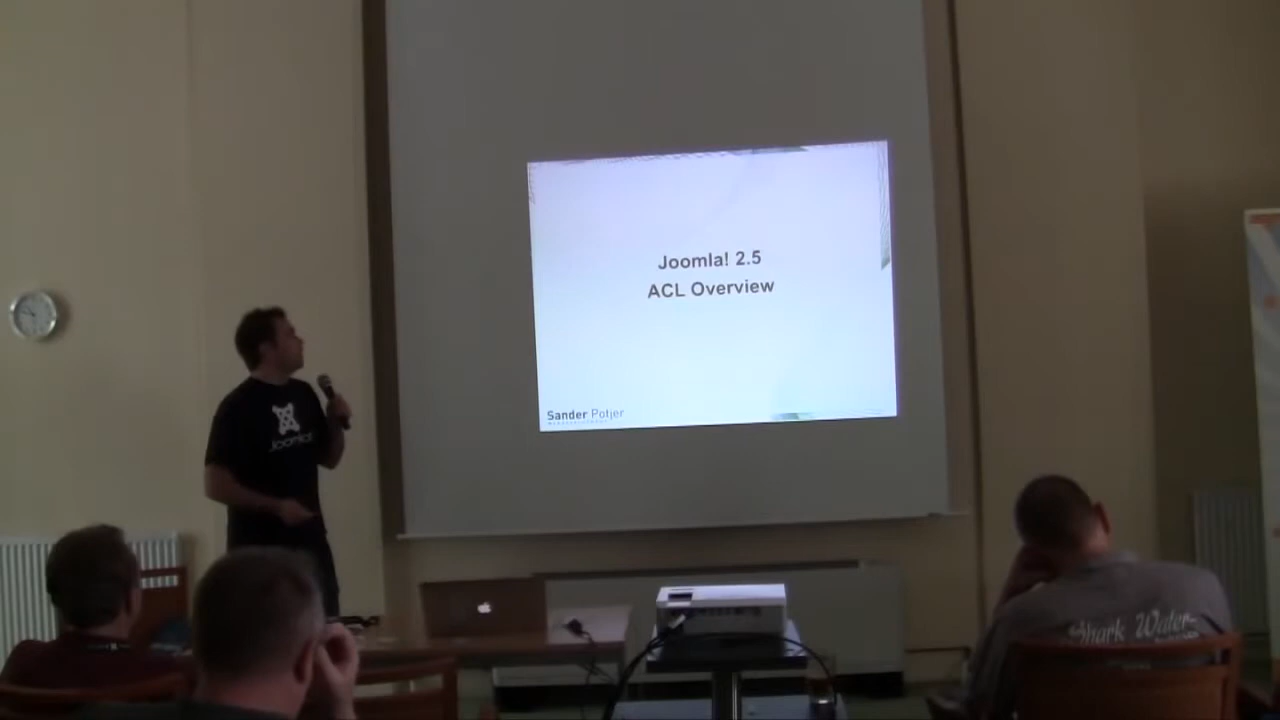 Joomla! 2.5
ACL Overview
Sander Potjer
Joomla!
Shark Water